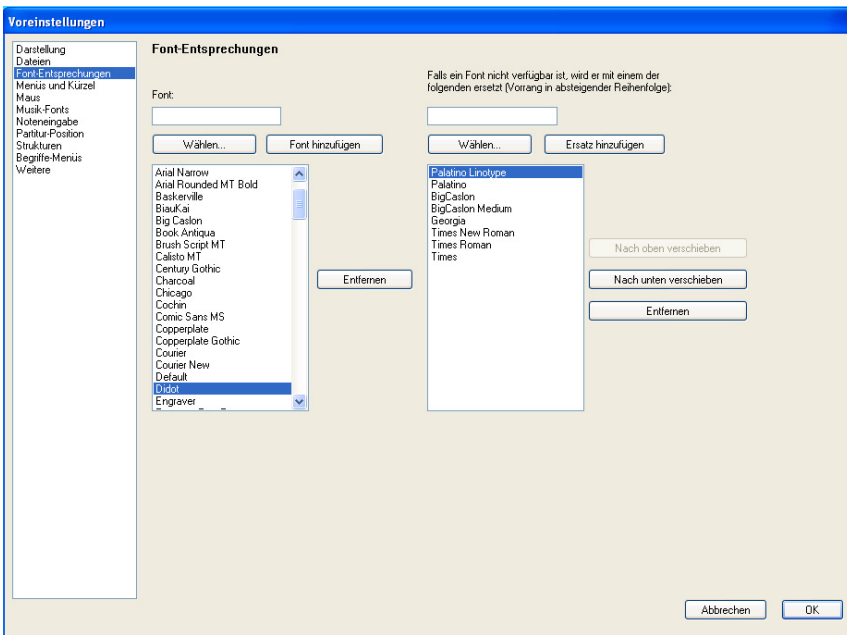 Voreinstellungen
Darstellung
Dateien
Font-Entsprechungen
Menüs und Kürzel
Maus
Musik-Fonts
Noteneingabe
Partitur-Position
Strukturen
Begriffe-Menüs
Weitere
Font-Entsprechungen
Font:
Wählen...
Font hinzufügen
Arial Narrow
Arial Rounded MT Bold
Baskerville
BiauKai
Big Caslon
Book Antiqua
Brush Script MT
Calisto MT
Century Gothic
Charcoal
Chicago
Cochin
Comic Sans MS
Copperplate
Copperplate Gothic
Courier
Courier New
Default
Didot
Engraver
Entfernen
Falls ein Font nicht verfügbar ist, wird er mit einem der
folgenden ersetzt (Vorrang in absteigender Reihenfolge):
Wählen...
Ersatz hinzufügen
Palatino Linotype
Palatino
BigCaslon
BigCaslon Medium
Georgia
Times New Roman
Times Roman
Times
Nach oben verschieben
Nach unten verschieben
Entfernen
Abbrechen
OK